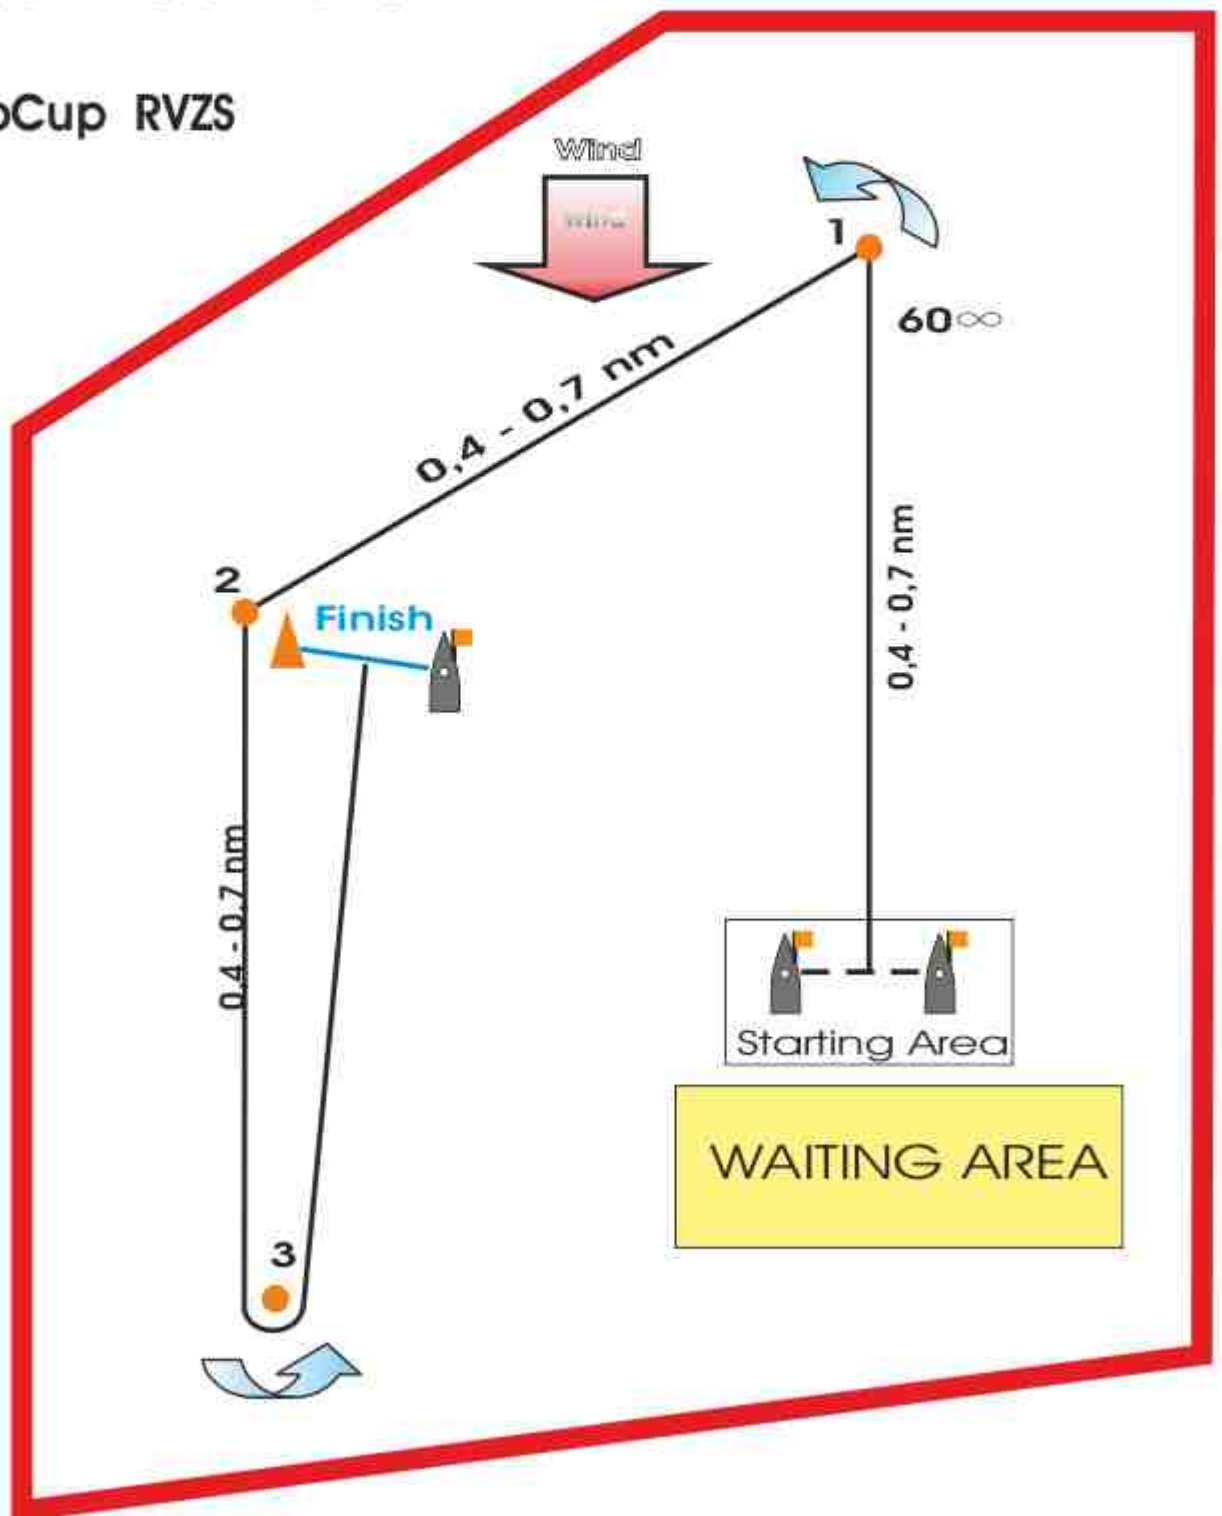 oCup RVZS
Wind
Wind
1
60∞
0,4 - 0,7 nm
0,4 - 0,7 nm
2
Finish
0,4 - 0,7 nm
Starting Area
WAITING AREA
3